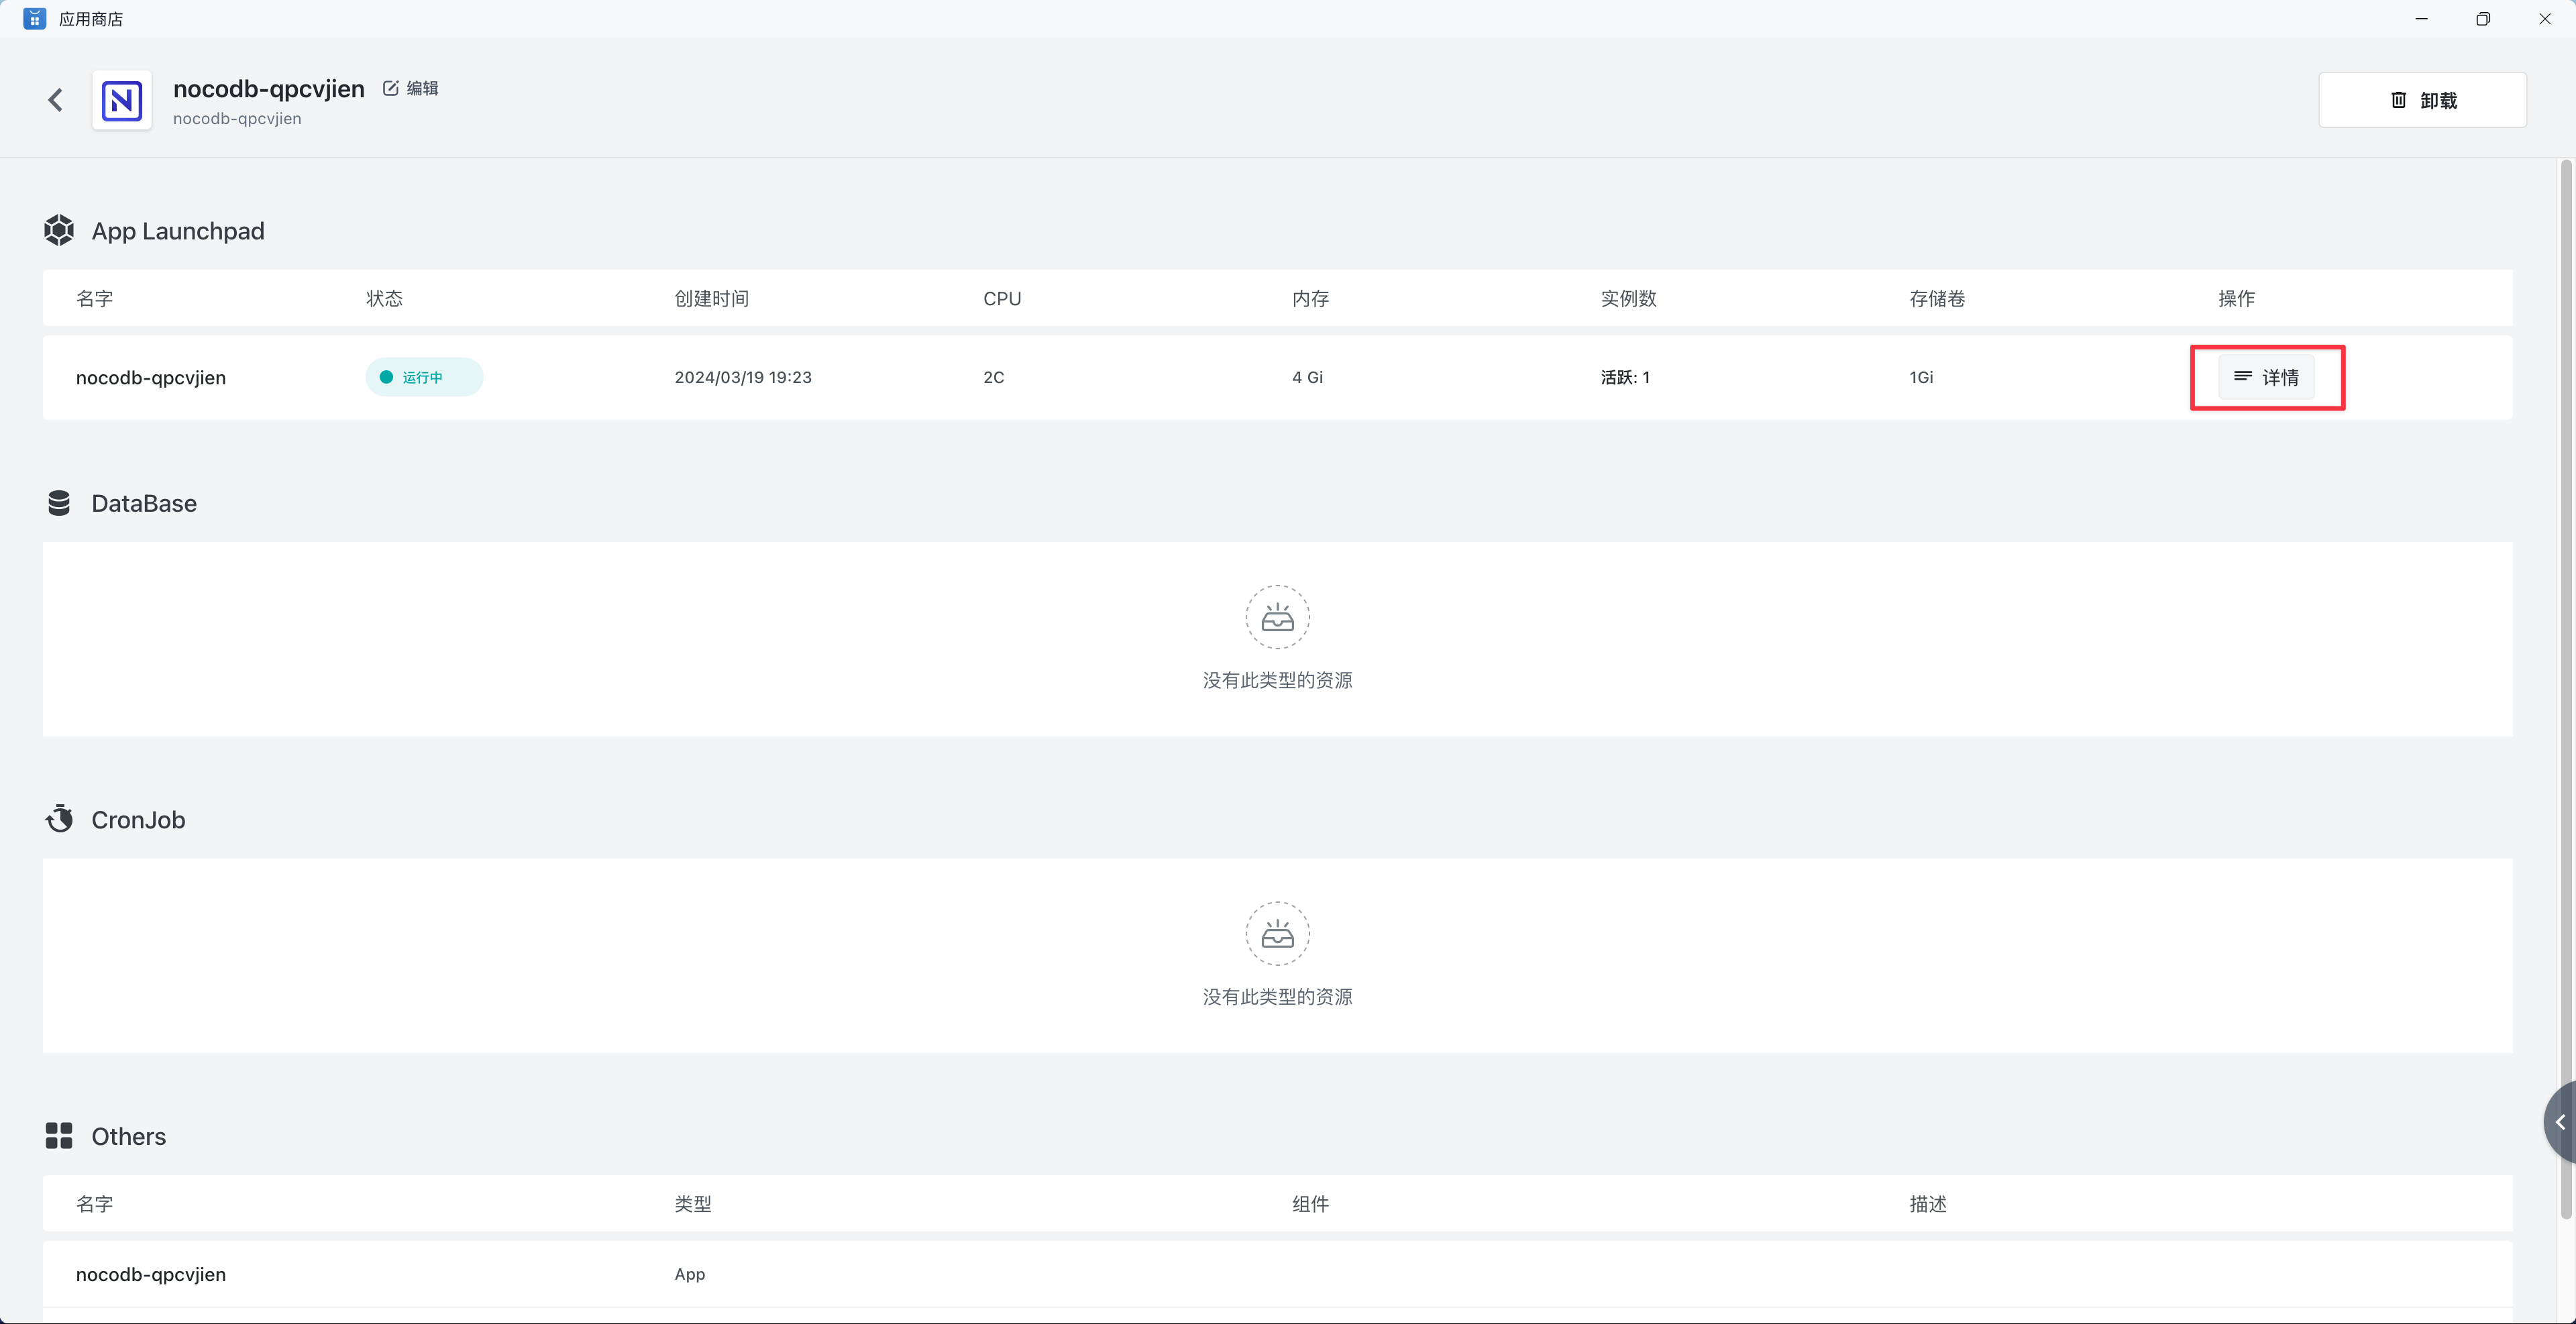 应用商店
nocodb-qpcvjien 编辑
nocodb-qpcvjien
卸载
App Launchpad
名字 状态 创建时间 CPU 内存 实例数 存储卷 操作
nocodb-qpcvjien 运行中 2024/03/19 19:23 2C 4 Gi 活跃: 1 1Gi 详情
DataBase
没有此类型的资源
CronJob
没有此类型的资源
Others
名字 类型 组件 描述
nocodb-qpcvjien App